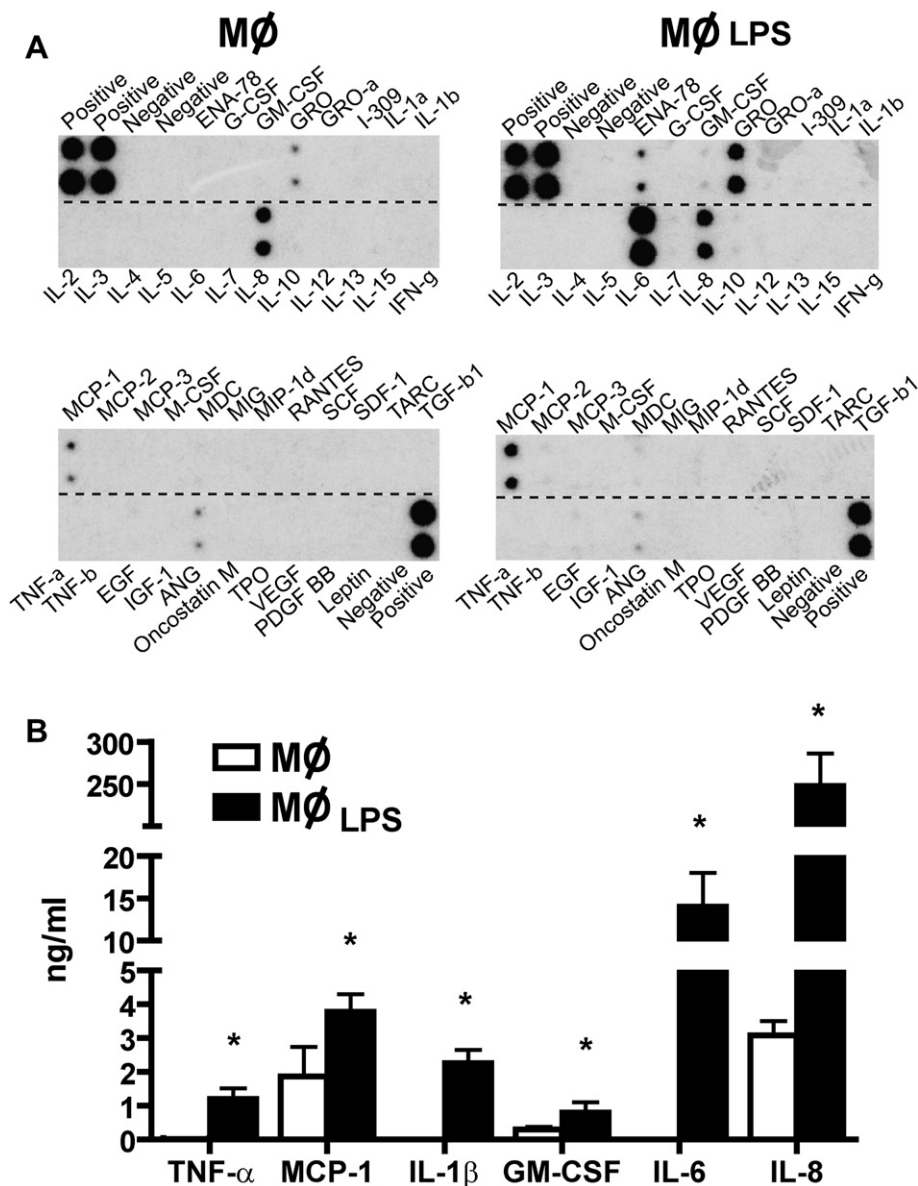 A
MØ
MØ LPS
Positive Positive Negative Negative ENA-78 G-CSF GM-CSF GRO GRO-a I-309 IL-1a IL-1b
Positive Positive Negative Negative ENA-78 G-CSF GM-CSF GRO GRO-a I-309 IL-1a IL-1b
IL-2 IL-3 IL-4 IL-5 IL-6 IL-7 IL-8 IL-10 IL-12 IL-13 IL-15 IFN-g
IL-2 IL-3 IL-4 IL-5 IL-6 IL-7 IL-8 IL-10 IL-12 IL-13 IL-15 IFN-g
MCP-1 MCP-2 MCP-3 M-CSF MDC MIG MIP-1d RANTES SCF SDF-1 TARC TGF-b1
MCP-1 MCP-2 MCP-3 M-CSF MDC MIG MIP-1d RANTES SCF SDF-1 TARC TGF-b1
TNF-a TNF-b EGF IGF-1 ANG Oncostatin M TPO VEGF PDGF BB Leptin Negative Positive
TNF-a TNF-b EGF IGF-1 ANG Oncostatin M TPO VEGF PDGF BB Leptin Negative Positive
B
MØ
MØ LPS
ng/ml
300
250
20
15
10
5
4
3
2
1
0
* * * * * *
TNF-α MCP-1 IL-1β GM-CSF IL-6 IL-8